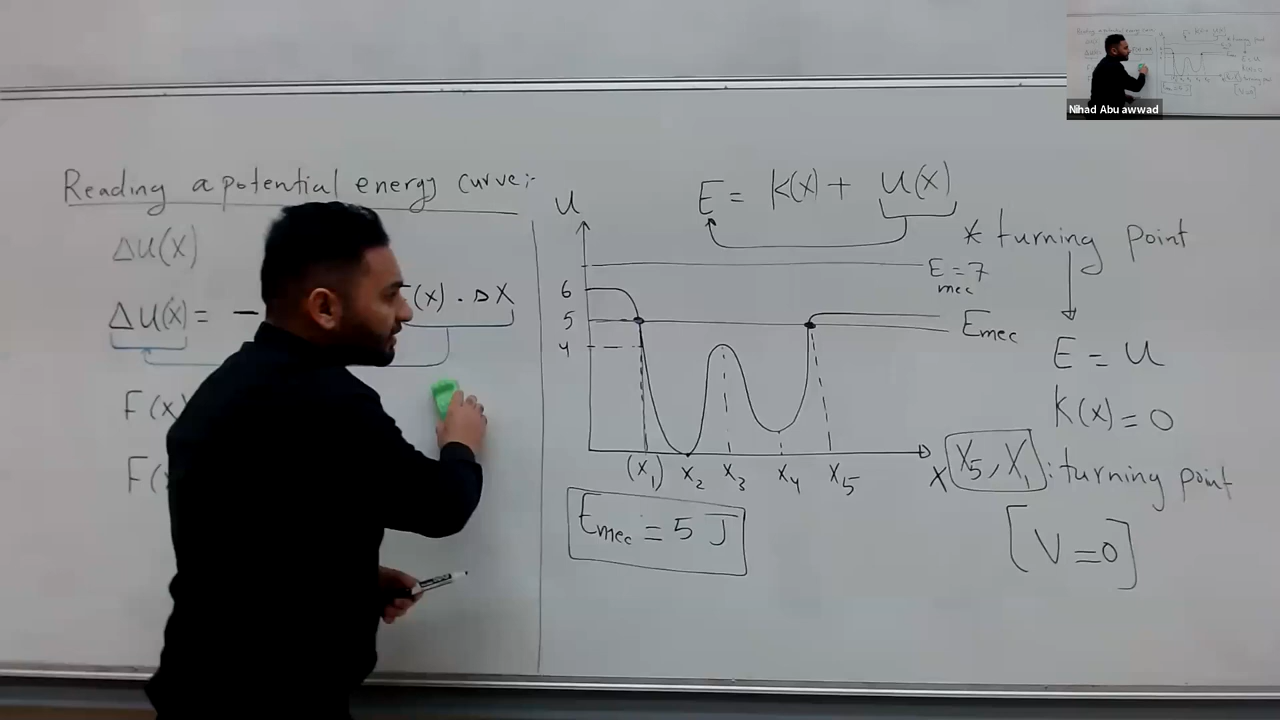 Reading a potential energy curve:-
ΔU(x)
ΔU(x) = - (x) . Δx
F(x)
F(
U
E = K(x) + U(x)
6
5
4
E mec = 7
Emec
(x1) x2 x3 x4 x5
x
Emec = 5 J
* turning point
E = U
K(x) = 0
x5, x1 : turning point
[V = 0]
Nihad Abu awwad